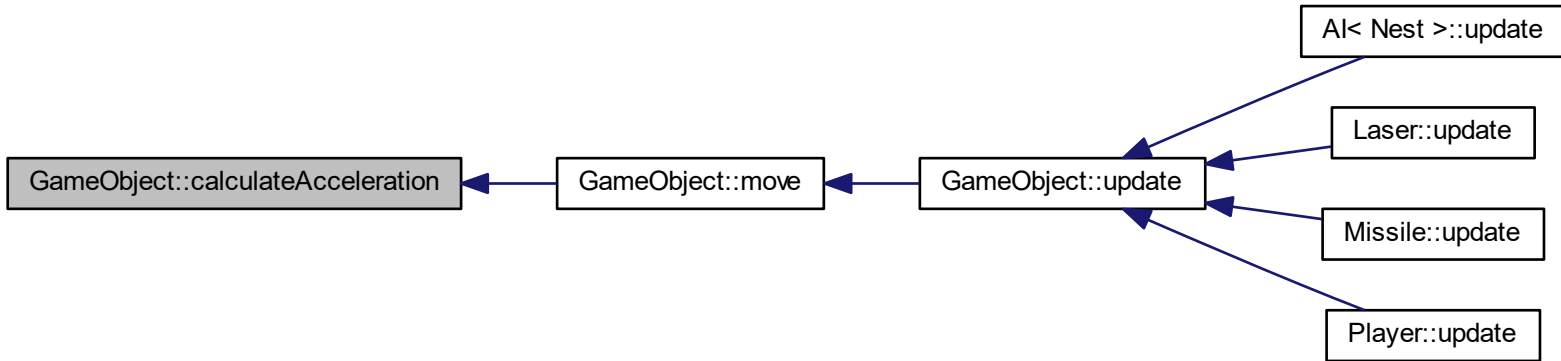 AI< Nest >::update
Laser::update
GameObject::calculateAcceleration
GameObject::move
GameObject::update
Missile::update
Player::update